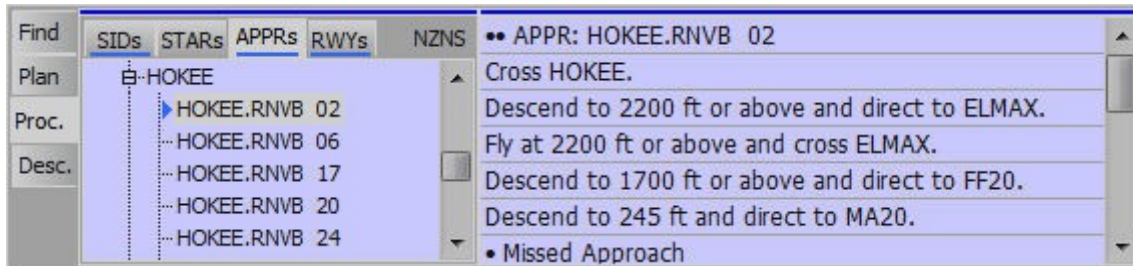 Find
Plan
Proc.
Desc.
SIDs STARs APPRs RWYs NZNS
HOKEE
HOKEE.RNVB 02
HOKEE.RNVB 06
HOKEE.RNVB 17
HOKEE.RNVB 20
HOKEE.RNVB 24
•• APPR: HOKEE.RNVB 02
Cross HOKEE.
Descend to 2200 ft or above and direct to ELMAX.
Fly at 2200 ft or above and cross ELMAX.
Descend to 1700 ft or above and direct to FF20.
Descend to 245 ft and direct to MA20.
• Missed Approach